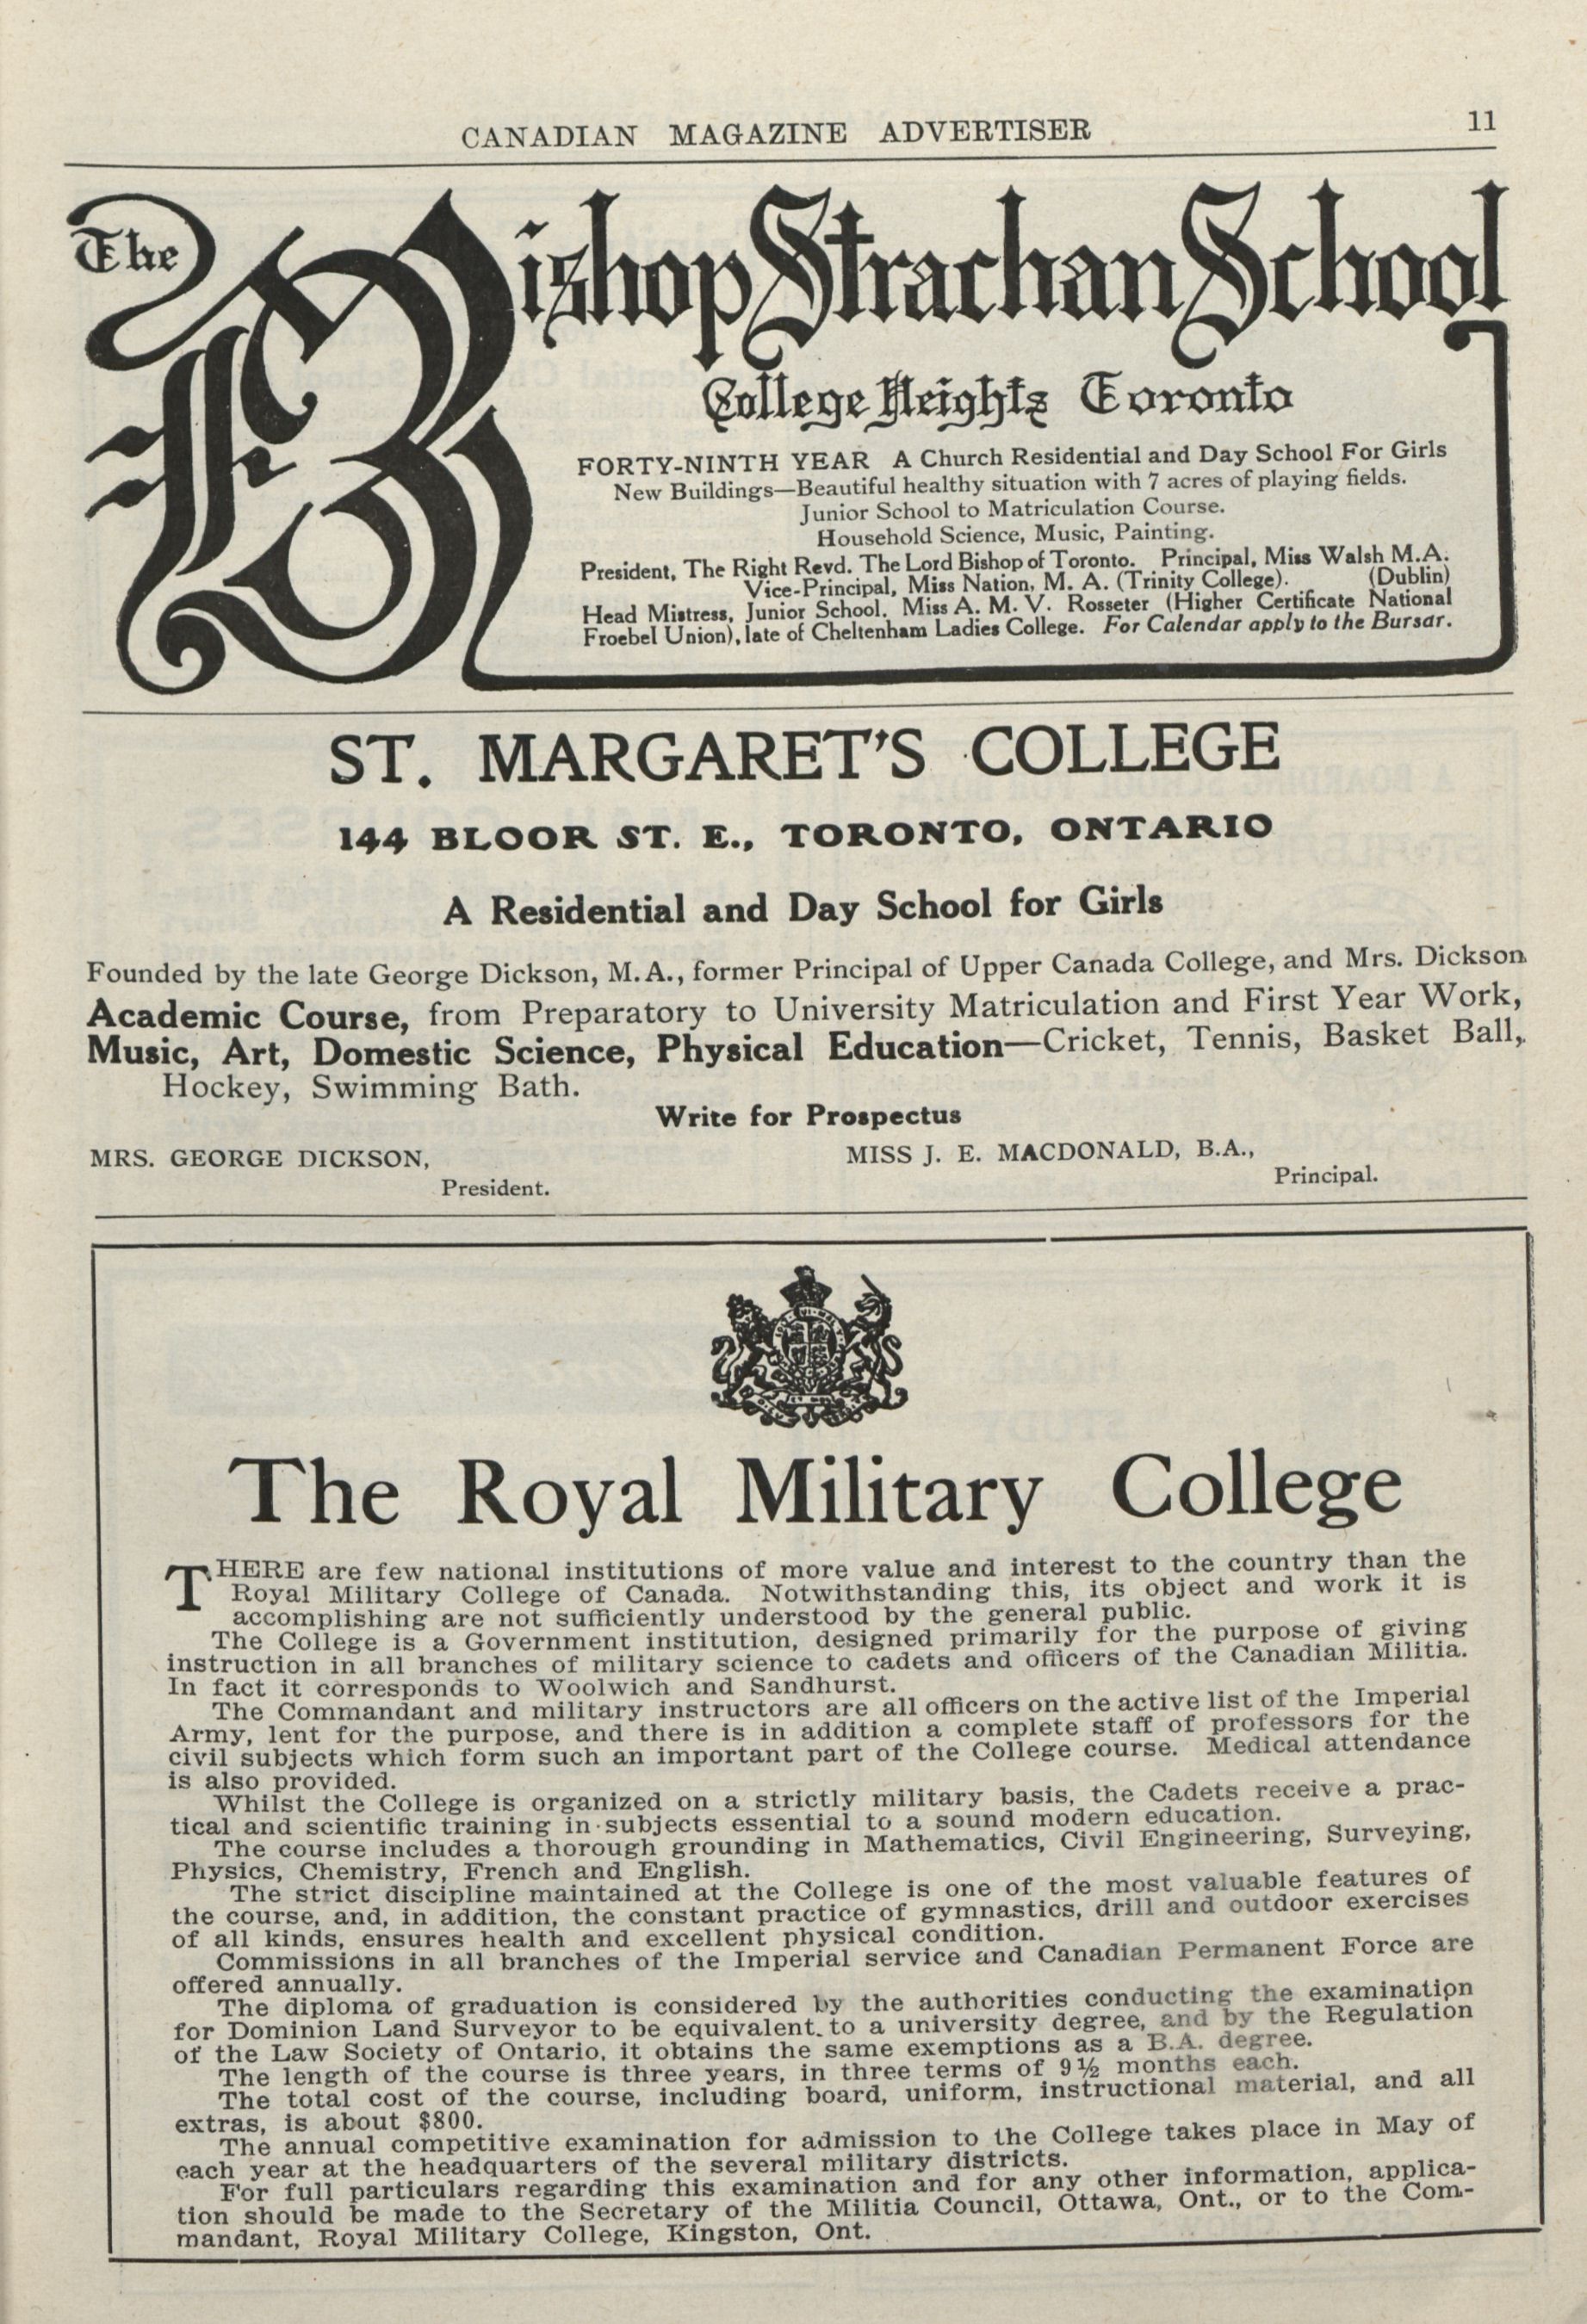 CANADIAN MAGAZINE ADVERTISER 11
The Bishop Strachan School
College Heights Toronto
FORTY-NINTH YEAR A Church Residential and Day School For Girls
New Buildings—Beautiful healthy situation with 7 acres of playing fields.
Junior School to Matriculation Course.
Household Science, Music, Painting.
President, The Right Revd. The Lord Bishop of Toronto. Principal, Miss Walsh M.A.
Vice-Principal, Miss Nation, M. A. (Trinity College). (Dublin)
Head Mistress, Junior School, Miss A. M. V. Rosseter (Higher Certificate National
Froebel Union), late of Cheltenham Ladies College. For Calendar apply to the Bursar.
ST. MARGARET'S COLLEGE
144 BLOOR ST. E., TORONTO, ONTARIO
A Residential and Day School for Girls
Founded by the late George Dickson, M.A., former Principal of Upper Canada College, and Mrs. Dickson
Academic Course, from Preparatory to University Matriculation and First Year Work,
Music, Art, Domestic Science, Physical Education—Cricket, Tennis, Basket Ball,
Hockey, Swimming Bath.
Write for Prospectus
MRS. GEORGE DICKSON, MISS J. E. MACDONALD, B.A.,
President. Principal.
The Royal Military College
THERE are few national institutions of more value and interest to the country than the
Royal Military College of Canada. Notwithstanding this, its object and work it is
accomplishing are not sufficiently understood by the general public.
The College is a Government institution, designed primarily for the purpose of giving
instruction in all branches of military science to cadets and officers of the Canadian Militia.
In fact it corresponds to Woolwich and Sandhurst.
The Commandant and military instructors are all officers on the active list of the Imperial
Army, lent for the purpose, and there is in addition a complete staff of professors for the
civil subjects which form such an important part of the College course. Medical attendance
is also provided.
Whilst the College is organized on a strictly military basis, the Cadets receive a prac-
tical and scientific training in subjects essential to a sound modern education.
The course includes a thorough grounding in Mathematics, Civil Engineering, Surveying,
Physics, Chemistry, French and English.
The strict discipline maintained at the College is one of the most valuable features of
the course, and, in addition, the constant practice of gymnastics, drill and outdoor exercises
of all kinds, ensures health and excellent physical condition.
Commissions in all branches of the Imperial service and Canadian Permanent Force are
offered annually.
The diploma of graduation is considered by the authorities conducting the examination
for Dominion Land Surveyor to be equivalent to a university degree, and by the Regulation
of the Law Society of Ontario, it obtains the same exemptions as a B.A. degree.
The length of the course is three years, in three terms of 9½ months each.
The total cost of the course, including board, uniform, instructional material, and all
extras, is about $800.
The annual competitive examination for admission to the College takes place in May of
each year at the headquarters of the several military districts.
For full particulars regarding this examination and for any other information, applica-
tion should be made to the Secretary of the Militia Council, Ottawa, Ont., or to the Com-
mandant, Royal Military College, Kingston, Ont.